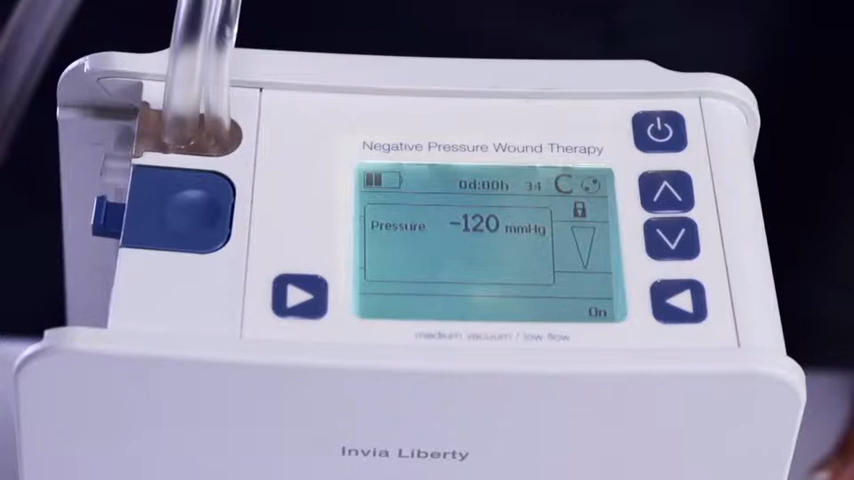 Negative Pressure Wound Therapy
0d:00h 34 C
Pressure -120 mmHg
On
medium vacuum / low flow
Invia Liberty